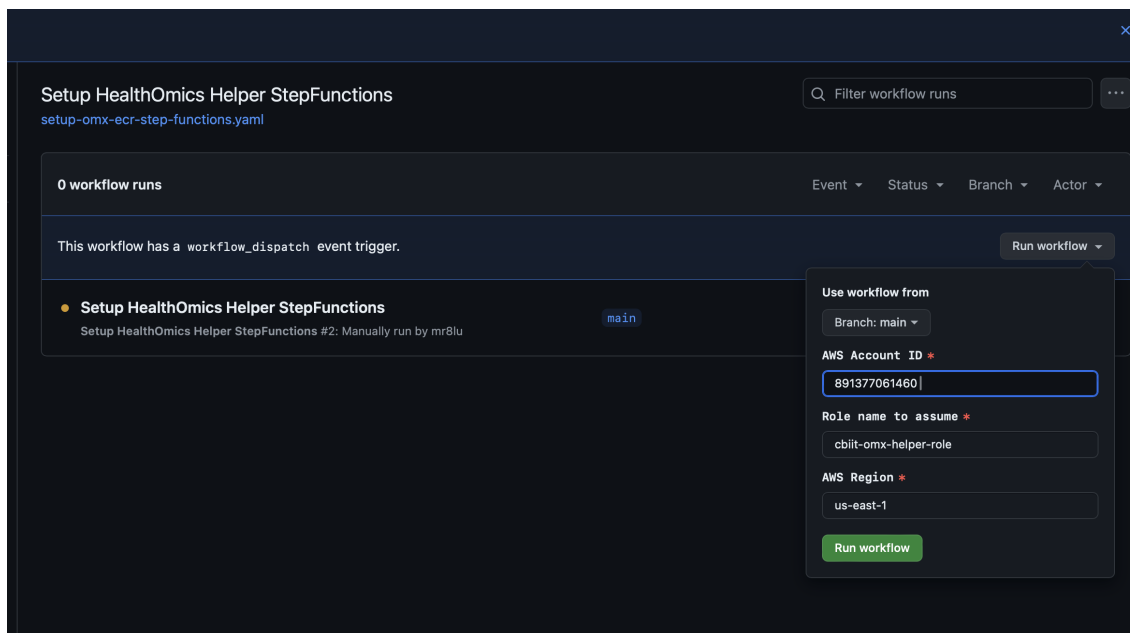 Setup HealthOmics Helper StepFunctions
Filter workflow runs
setup-omx-ecr-step-functions.yaml
0 workflow runs
Event Status Branch Actor
This workflow has a workflow_dispatch event trigger.
Run workflow
Setup HealthOmics Helper StepFunctions
main
Setup HealthOmics Helper StepFunctions #2: Manually run by mr8lu
Use workflow from
Branch: main
AWS Account ID *
891377061460
Role name to assume *
cbiit-omx-helper-role
AWS Region *
us-east-1
Run workflow